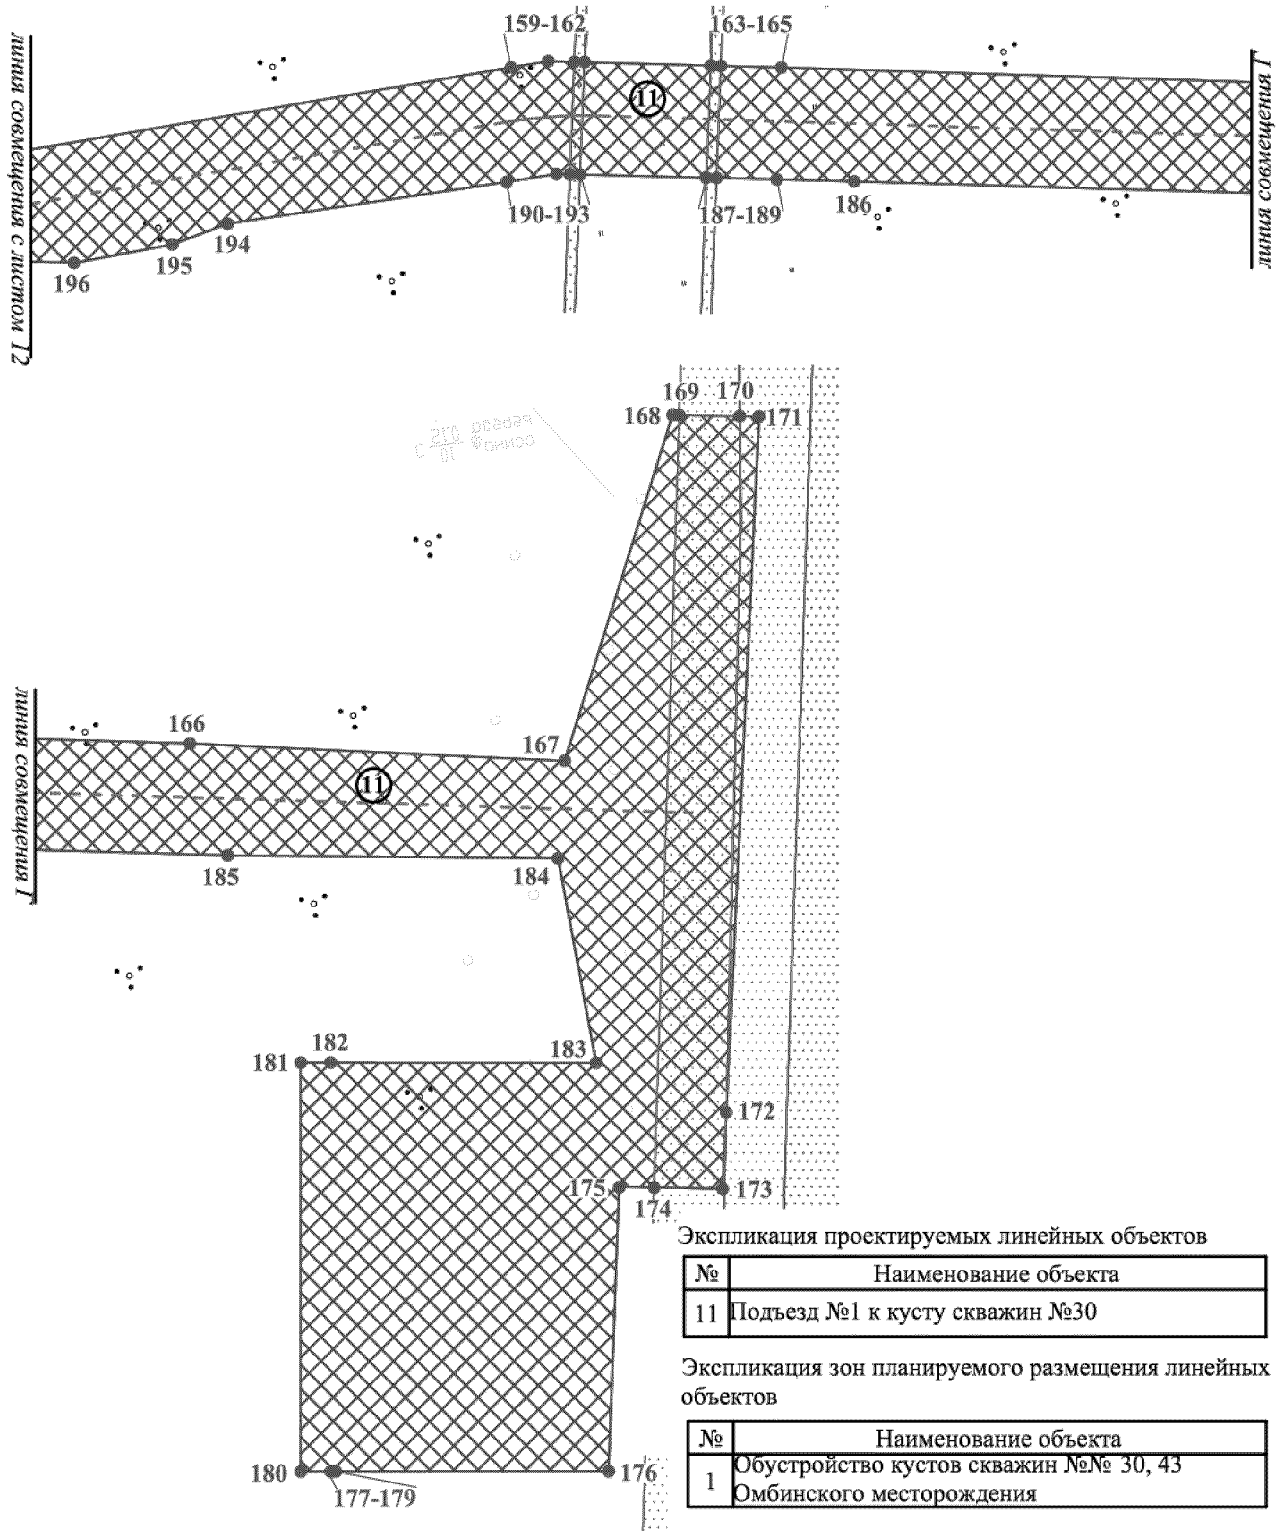 159-162
163-165
11
линия совмещения с листом 12
линия совмещения Г
190-193
187-189
186
194
195
196
169
170
168
171
166
167
11
линия совмещения Г
185
184
181
182
183
172
175
174
173
180
177-179
176
Экспликация проектируемых линейных объектов
№ Наименование объекта
11 Подъезд №1 к кусту скважин №30
Экспликация зон планируемого размещения линейных
объектов
№ Наименование объекта
1 Обустройство кустов скважин №№ 30, 43
Омбинского месторождения